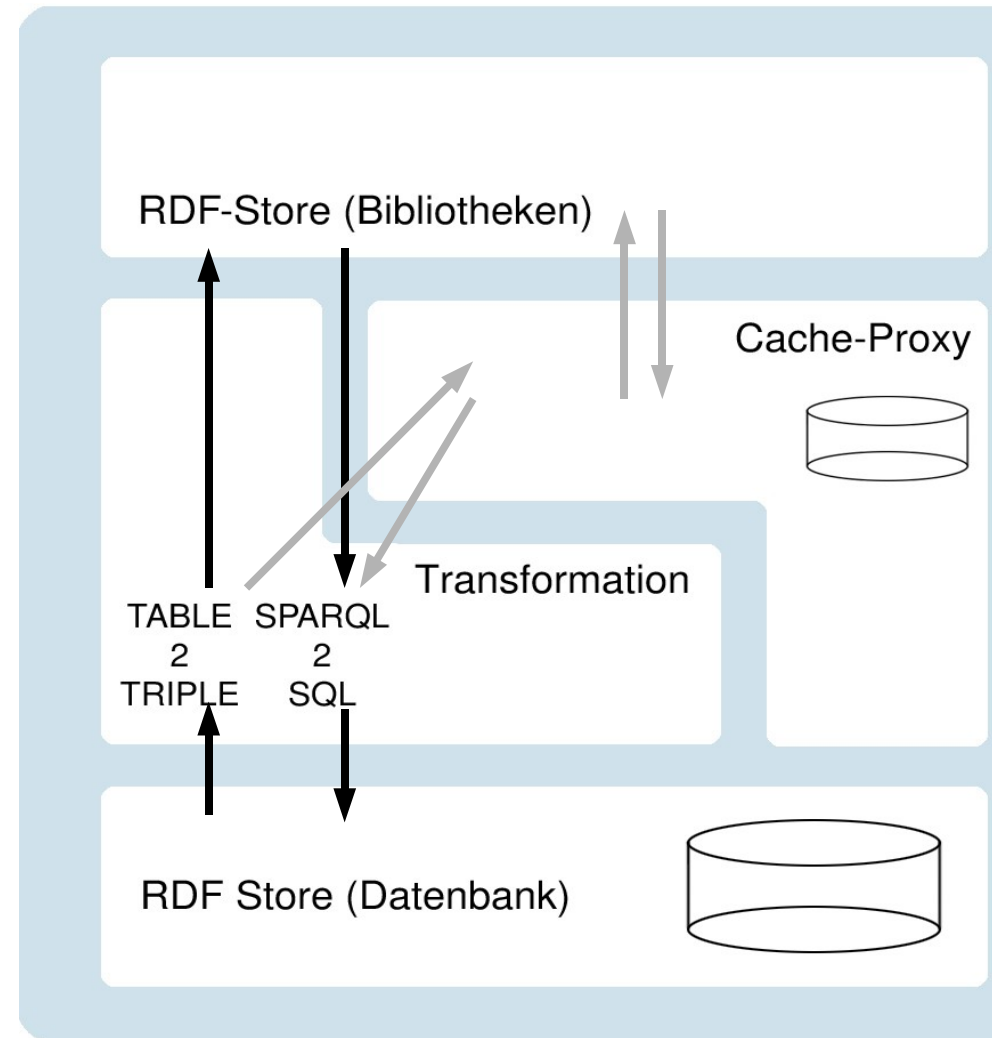 RDF-Store (Bibliotheken)
Cache-Proxy
Transformation
TABLE SPARQL
2 2
TRIPLE SQL
RDF Store (Datenbank)